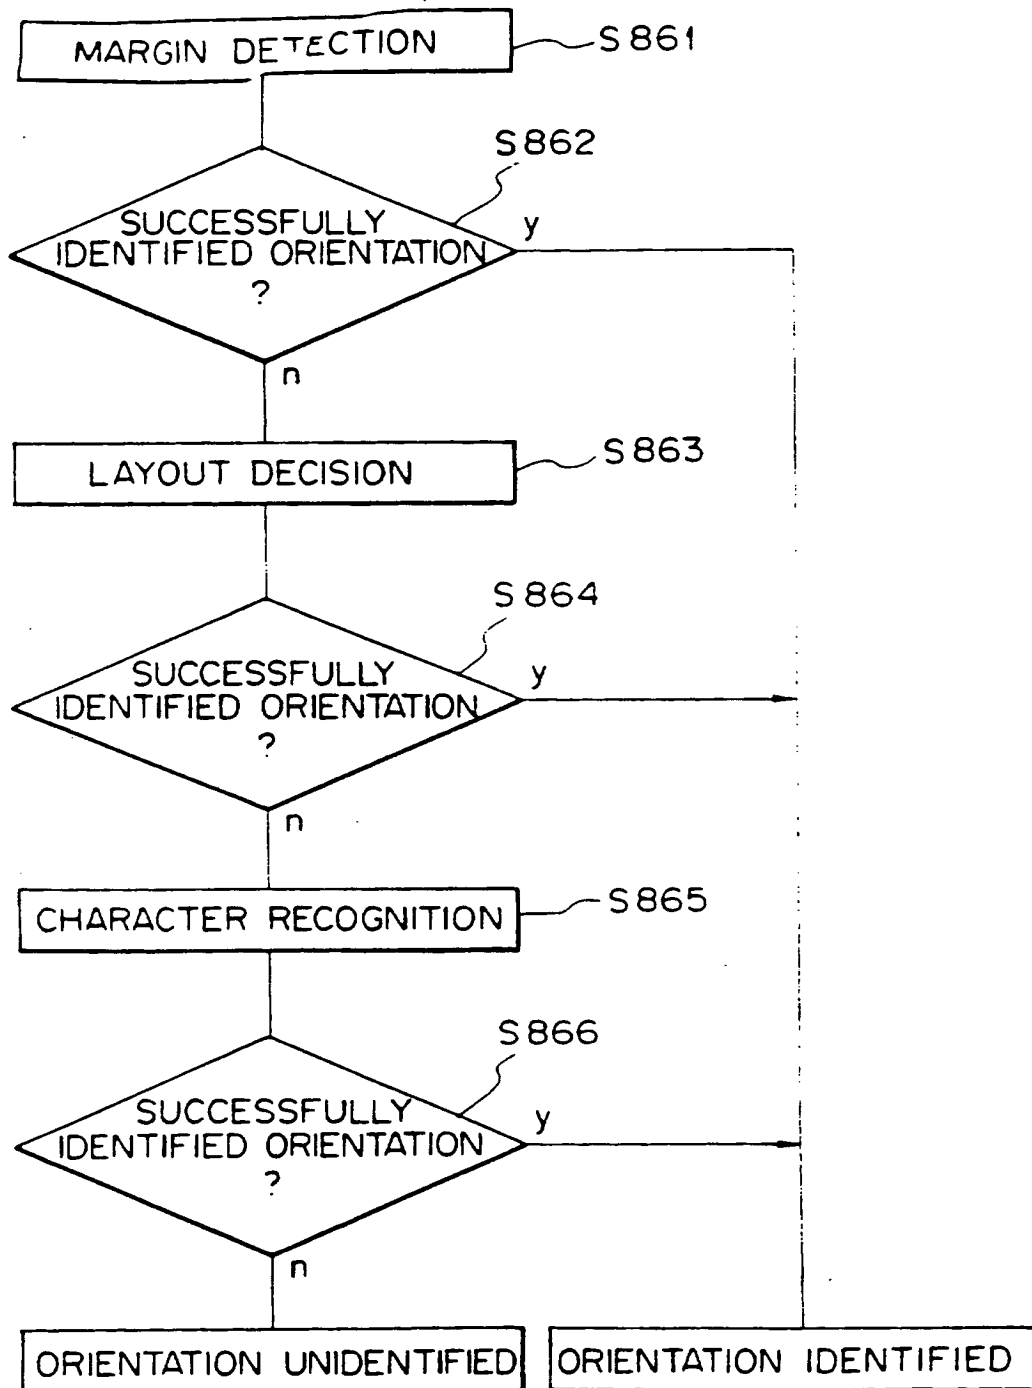 MARGIN DETECTION
S861
S862
SUCCESSFULLY
IDENTIFIED ORIENTATION
?
y
n
LAYOUT DECISION
S863
S864
SUCCESSFULLY
IDENTIFIED ORIENTATION
?
y
n
CHARACTER RECOGNITION
S865
S866
SUCCESSFULLY
IDENTIFIED ORIENTATION
?
y
n
ORIENTATION UNIDENTIFIED
ORIENTATION IDENTIFIED